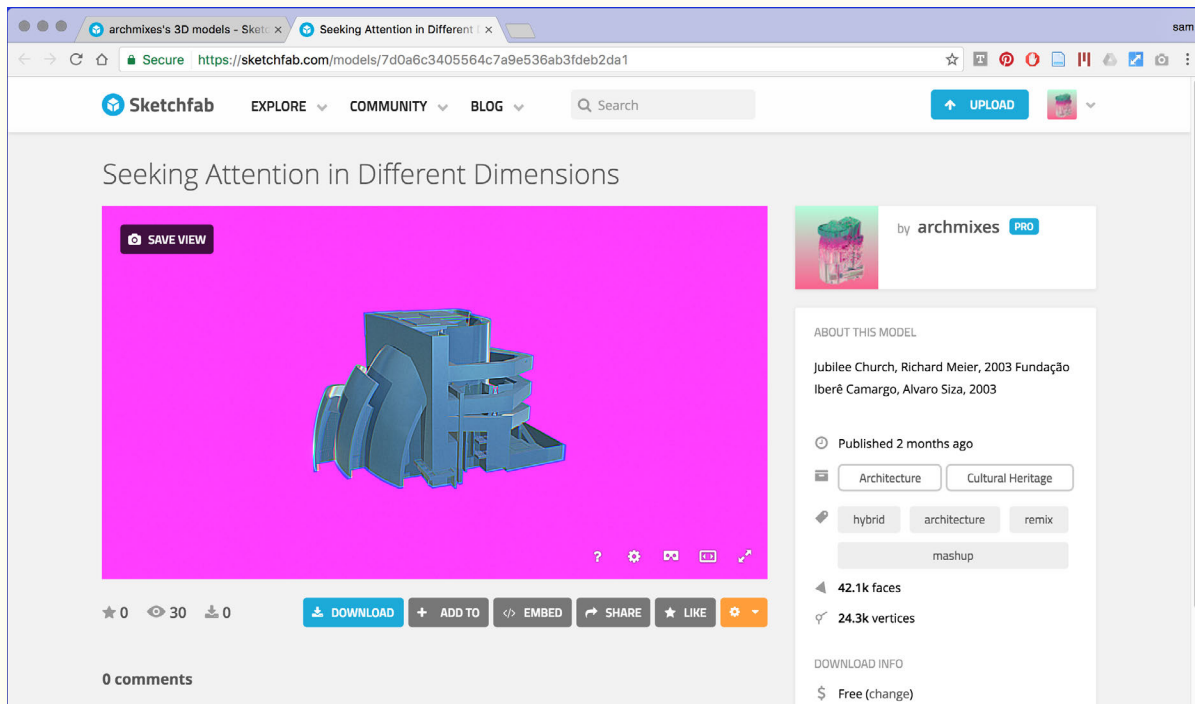 archmixes's 3D models - Sketc
Seeking Attention in Different
sam
Secure https://sketchfab.com/models/7d0a6c3405564c7a9e536ab3fdeb2da1
Sketchfab EXPLORE COMMUNITY BLOG Search UPLOAD
Seeking Attention in Different Dimensions
SAVE VIEW
by archmixes PRO
ABOUT THIS MODEL
Jubilee Church, Richard Meier, 2003 Fundação
Iberê Camargo, Alvaro Siza, 2003
Published 2 months ago
Architecture Cultural Heritage
hybrid architecture remix
mashup
42.1k faces
24.3k vertices
DOWNLOAD INFO
$ Free (change)
?
0 30 0
DOWNLOAD + ADD TO </> EMBED SHARE LIKE
0 comments